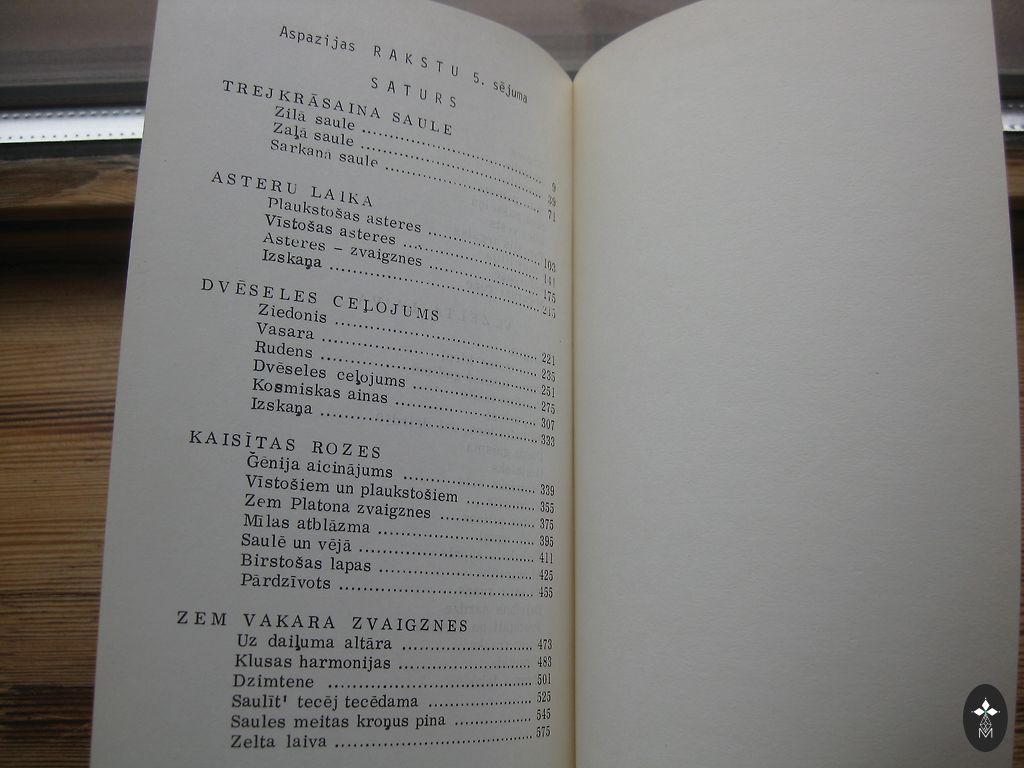 Aspazijas RAKSTU 5. sējuma
SATURS
TREJKRĀSAINA SAULE
Zilā saule ........ 9
Zaļā saule ........ 39
Sarkanā saule ........ 71
ASTERU LAIKA
Plaukstošas asteres ........ 103
Vīstošas asteres ........ 141
Asteres – zvaigznes ........ 175
Izskaņa ........ 215
DVĒSELES CEĻOJUMS
Ziedonis ........ 221
Vasara ........ 235
Rudens ........ 251
Dvēseles ceļojums ........ 275
Kosmiskas ainas ........ 307
Izskaņa ........ 333
KAISĪTAS ROZES
Ģēnija aicinājums ........ 339
Vīstošiem un plaukstošiem ........ 355
Zem Platona zvaigznes ........ 375
Mīlas atblāzma ........ 395
Saulē un vējā ........ 411
Birstošas lapas ........ 425
Pārdzīvots ........ 455
ZEM VAKARA ZVAIGZNES
Uz daiļuma altāra ........ 473
Klusas harmonijas ........ 483
Dzimtene ........ 501
Saulīt' tecēj tecēdama ........ 525
Saules meitas kroņus pina ........ 545
Zelta laiva ........ 575